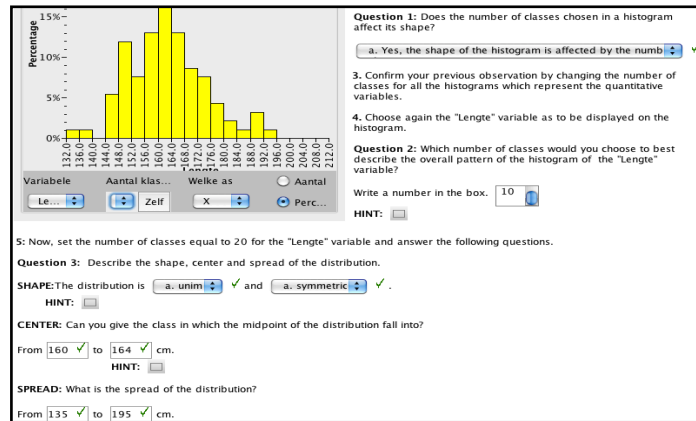 15%
10%
5%
0%
Percentage
132.0 136.0 140.0 144.0 148.0 152.0 156.0 160.0 164.0 168.0 172.0 176.0 180.0 184.0 188.0 192.0 196.0 200.0 204.0 208.0 212.0
Lengte
Variabele Aantal klas... Welke as Aantal
Le... Zelf X Perc...
Question 1: Does the number of classes chosen in a histogram
affect its shape?
a. Yes, the shape of the histogram is affected by the numb
3. Confirm your previous observation by changing the number of
classes for all the histograms which represent the quantitative
variables.
4. Choose again the "Lengte" variable as to be displayed on the
histogram.
Question 2: Which number of classes would you choose to best
describe the overall pattern of the histogram of the "Lengte"
variable?
Write a number in the box. 10
HINT:
5: Now, set the number of classes equal to 20 for the "Lengte" variable and answer the following questions.
Question 3: Describe the shape, center and spread of the distribution.
SHAPE:The distribution is a. unim and a. symmetric .
HINT:
CENTER: Can you give the class in which the midpoint of the distribution fall into?
From 160 to 164 cm.
HINT:
SPREAD: What is the spread of the distribution?
From 135 to 195 cm.